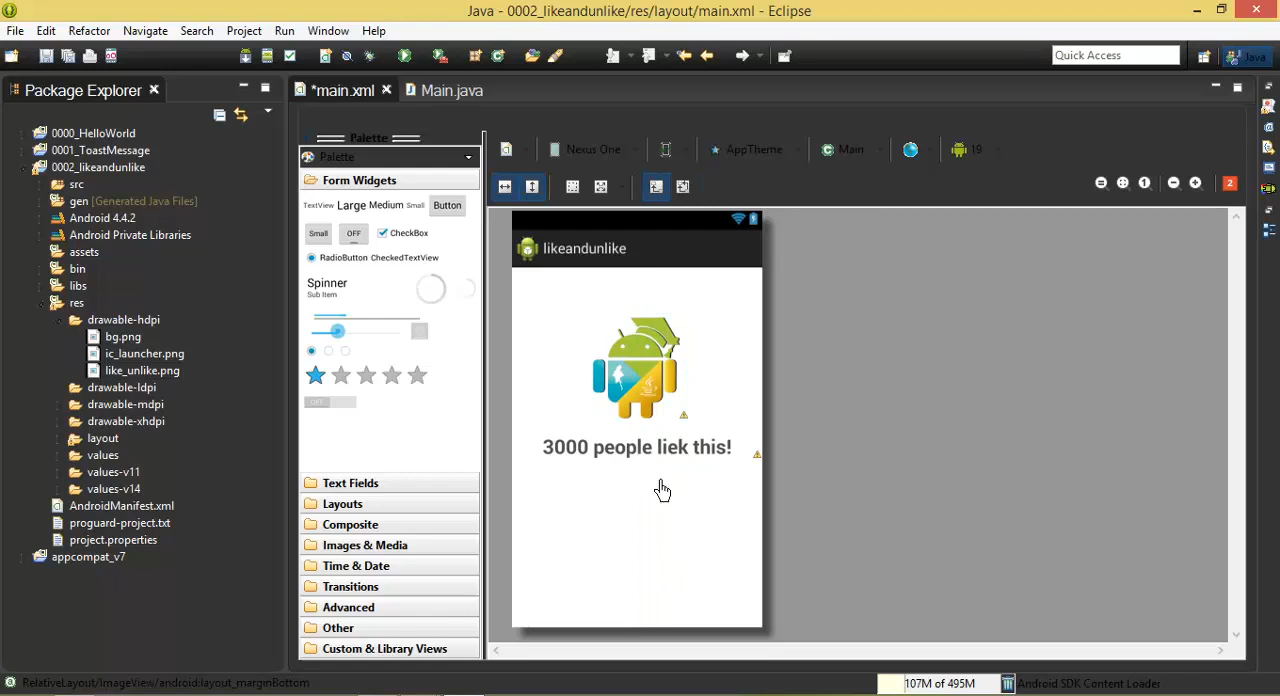 Java - 0002_likeandunlike/res/layout/main.xml - Eclipse
File Edit Refactor Navigate Search Project Run Window Help
Quick Access
Java
Package Explorer
*main.xml
Main.java
0000_HelloWorld
0001_ToastMessage
0002_likeandunlike
src
gen [Generated Java Files]
Android 4.4.2
Android Private Libraries
assets
bin
libs
res
drawable-hdpi
bg.png
ic_launcher.png
like_unlike.png
drawable-ldpi
drawable-mdpi
drawable-xhdpi
layout
values
values-v11
values-v14
AndroidManifest.xml
proguard-project.txt
project.properties
appcompat_v7
Palette
Palette
Form Widgets
TextView Large Medium Small Button
Small OFF CheckBox
RadioButton CheckedTextView
Spinner
Sub Item
OFF
Text Fields
Layouts
Composite
Images & Media
Time & Date
Transitions
Advanced
Other
Custom & Library Views
Nexus One AppTheme Main 19
2
likeandunlike
3000 people liek this!
RelativeLayout/ImageView/android:layout_marginBottom
107M of 495M
Android SDK Content Loader